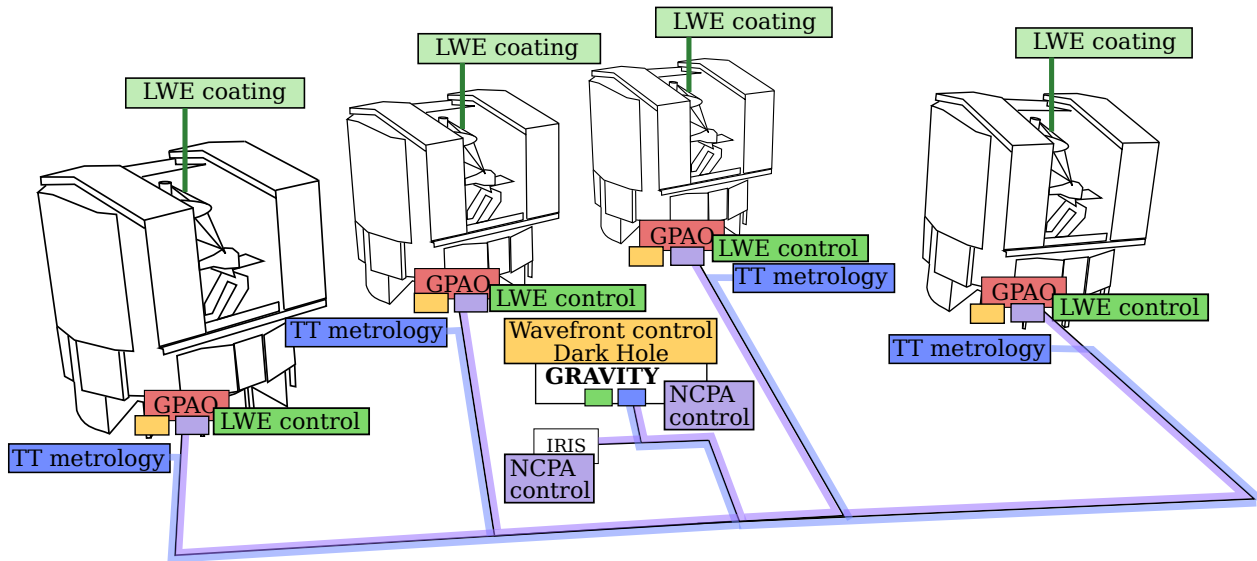 LWE coating
LWE coating
LWE coating
LWE coating
GPAO
LWE control
TT metrology
GPAO
LWE control
TT metrology
GPAO
LWE control
TT metrology
GPAO
LWE control
TT metrology
Wavefront control
Dark Hole
GRAVITY
NCPA
control
IRIS
NCPA
control